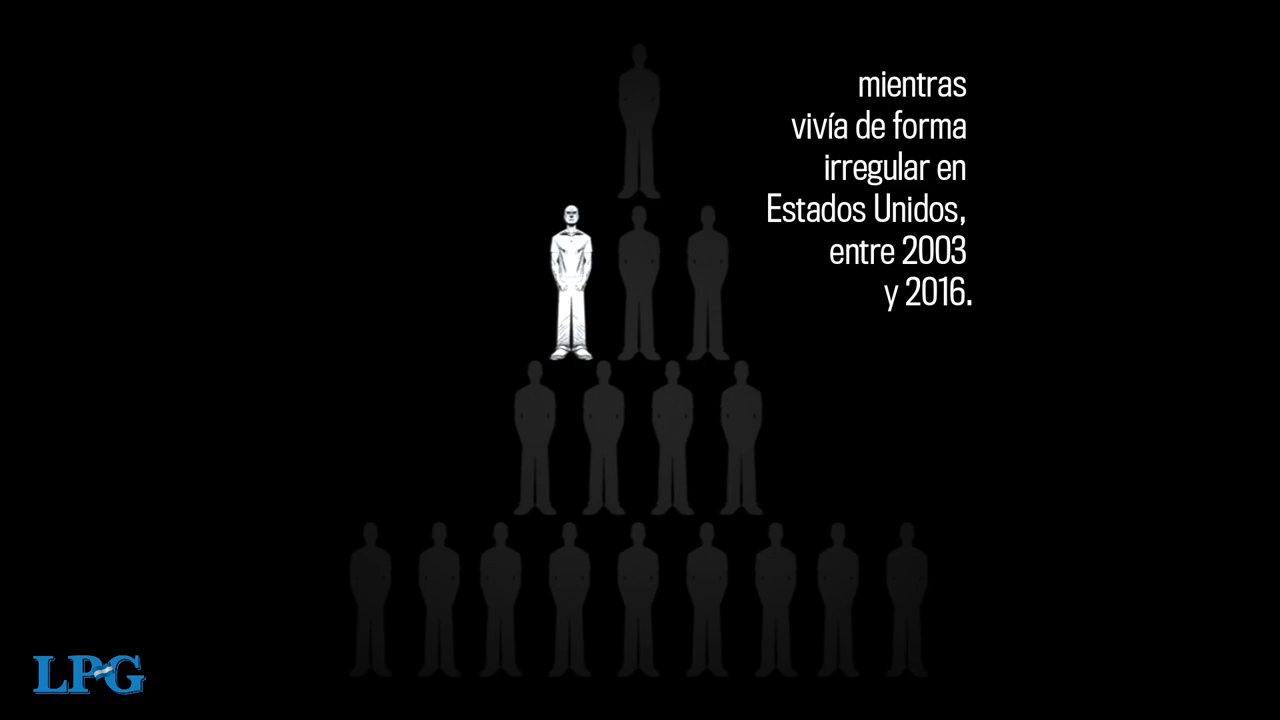 mientras
vivía de forma
irregular en
Estados Unidos,
entre 2003
y 2016.
LPG